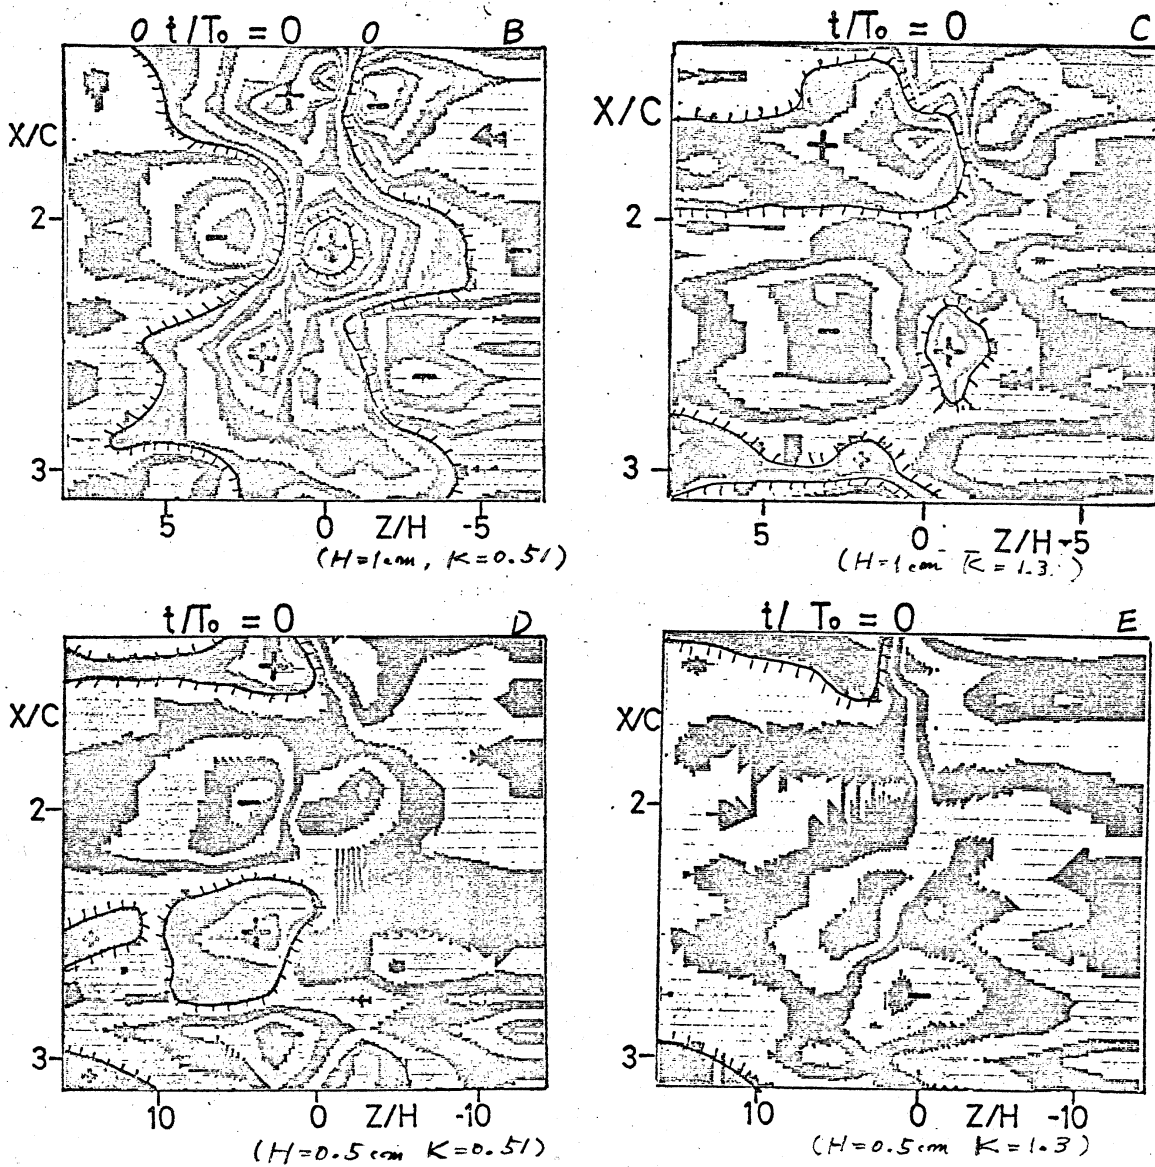 0 t/T₀ = 0 0 B
X/C
2
3
5 0 Z/H -5
(H=1cm, K=0.51)
t/T₀ = 0 C
X/C
+
2
-
+
3
5 0 Z/H -5
(H=1cm K=1.3)
t/T₀ = 0 D
X/C
2
3
10 0 Z/H -10
(H=0.5cm K=0.51)
t/T₀ = 0 E
X/C
2
3
10 0 Z/H -10
(H=0.5cm K=1.3)